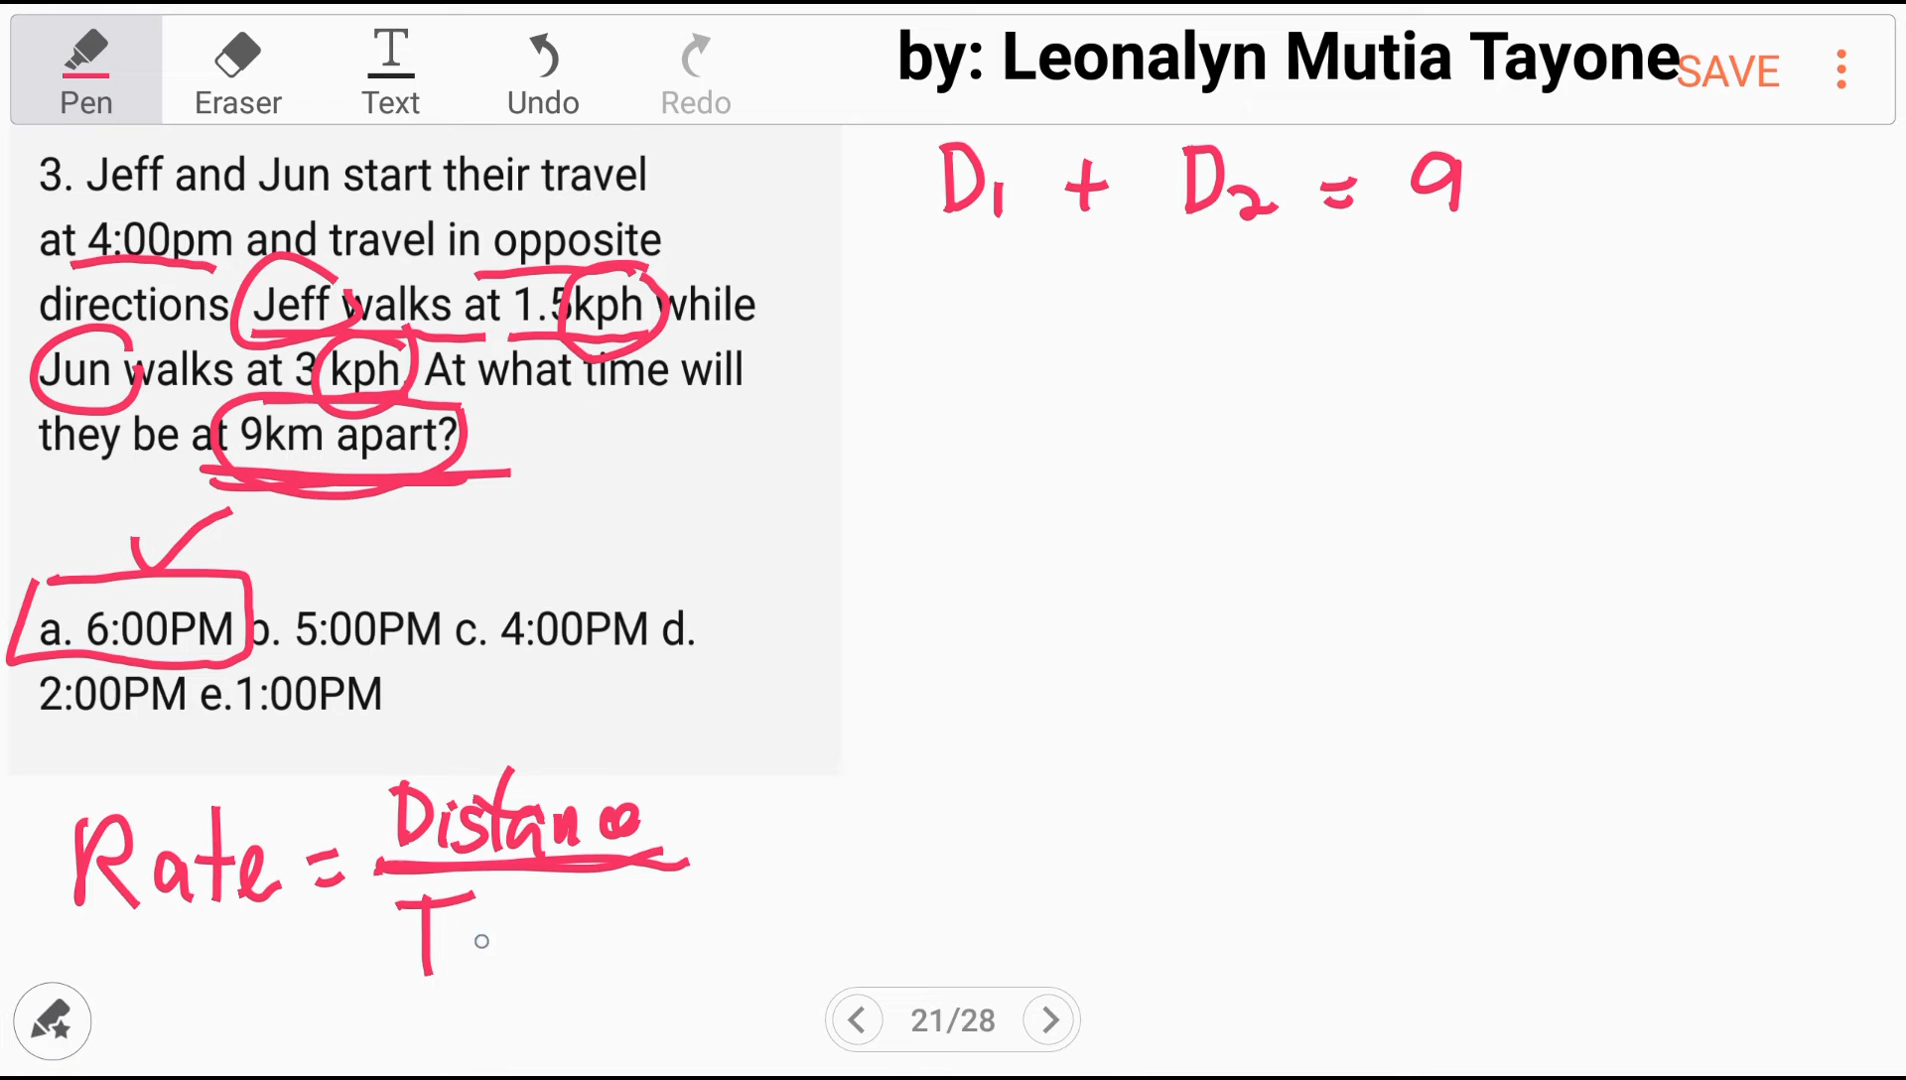 Pen Eraser Text Undo Redo
by: Leonalyn Mutia Tayone
SAVE
3. Jeff and Jun start their travel
at 4:00pm and travel in opposite
directions Jeff walks at 1.5kph while
Jun walks at 3 kph. At what time will
they be at 9km apart?
a. 6:00PM b. 5:00PM c. 4:00PM d.
2:00PM e.1:00PM
D1 + D2 = 9
Rate = Distance
T
21/28